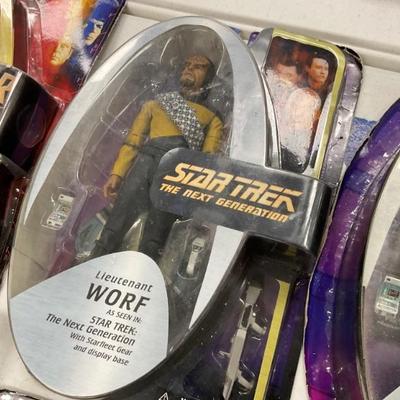 STAR TREK
THE NEXT GENERATION
Lieutenant
WORF
AS SEEN IN:
STAR TREK:
The Next Generation
With Starfleet Gear
and display base